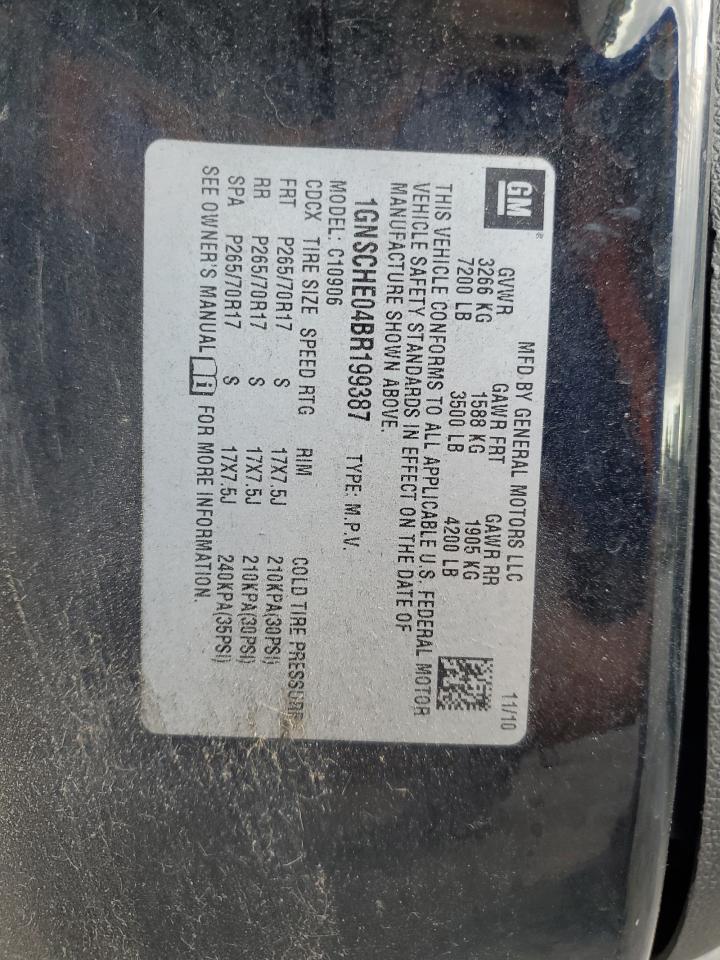 GM
MFD BY GENERAL MOTORS LLC 11/10
GVWR GAWR FRT GAWR RR
3266 KG 1588 KG 1905 KG
7200 LB 3500 LB 4200 LB
THIS VEHICLE CONFORMS TO ALL APPLICABLE U.S. FEDERAL MOTOR
VEHICLE SAFETY STANDARDS IN EFFECT ON THE DATE OF
MANUFACTURE SHOWN ABOVE.
1GNSCHE04BR199387 TYPE: M.P.V.
MODEL: C10906
CDCX TIRE SIZE SPEED RTG RIM COLD TIRE PRESSURE
FRT P265/70R17 S 17X7.5J 210KPA(30PSI)
RR P265/70R17 S 17X7.5J 210KPA(30PSI)
SPA P265/70R17 S 17X7.5J 240KPA(35PSI)
SEE OWNER'S MANUAL i FOR MORE INFORMATION.